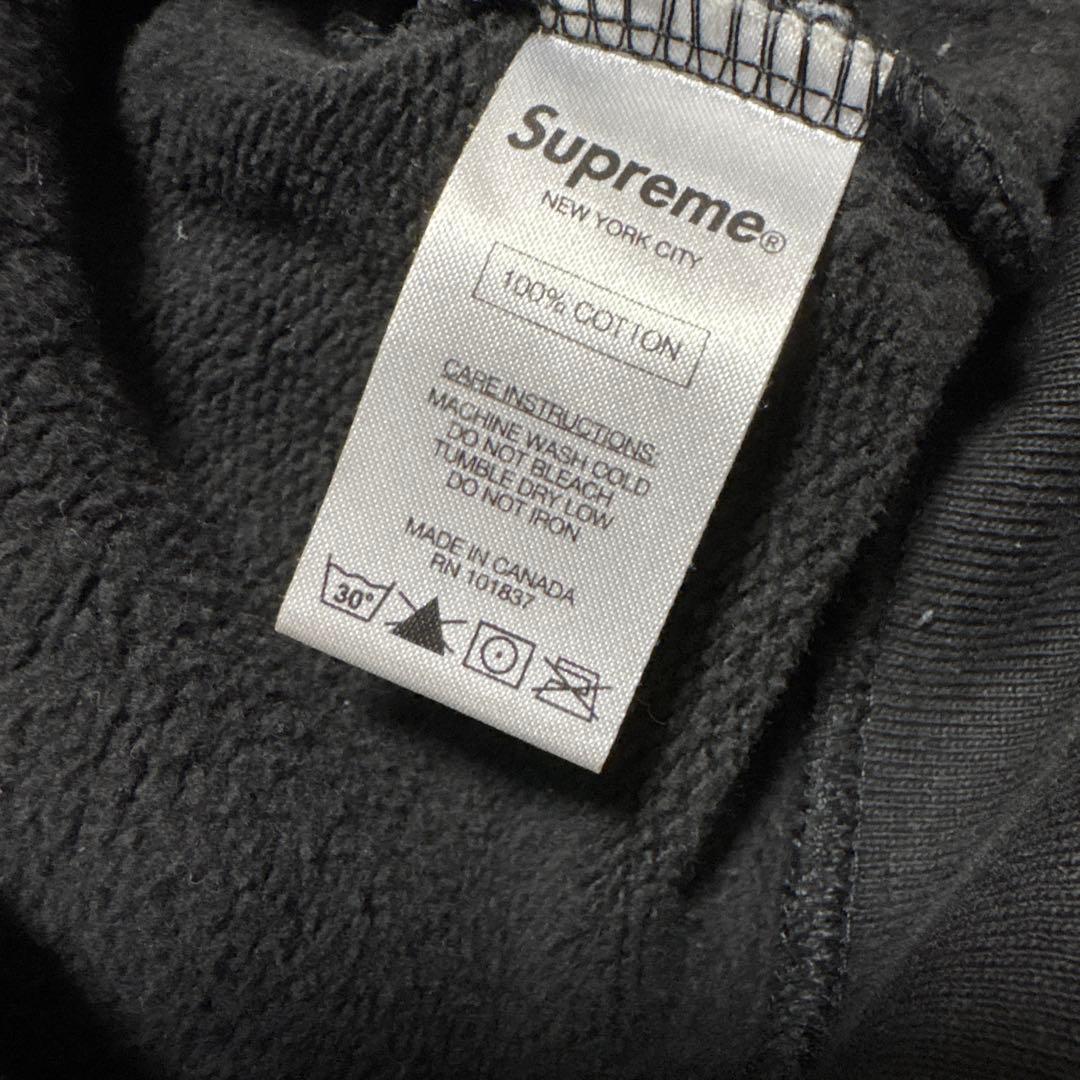 Supreme®
NEW YORK CITY
100% COTTON
CARE INSTRUCTIONS:
MACHINE WASH COLD
DO NOT BLEACH
TUMBLE DRY LOW
DO NOT IRON
MADE IN CANADA
RN 101837
30°